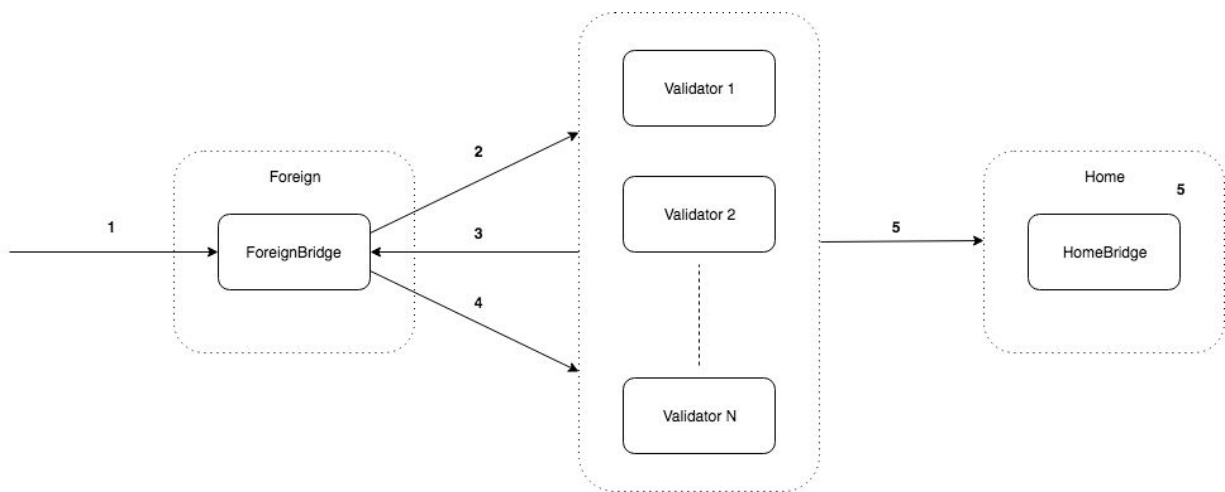 Validator 1
2
Foreign
Home
5
1
ForeignBridge
3
Validator 2
5
HomeBridge
4
Validator N